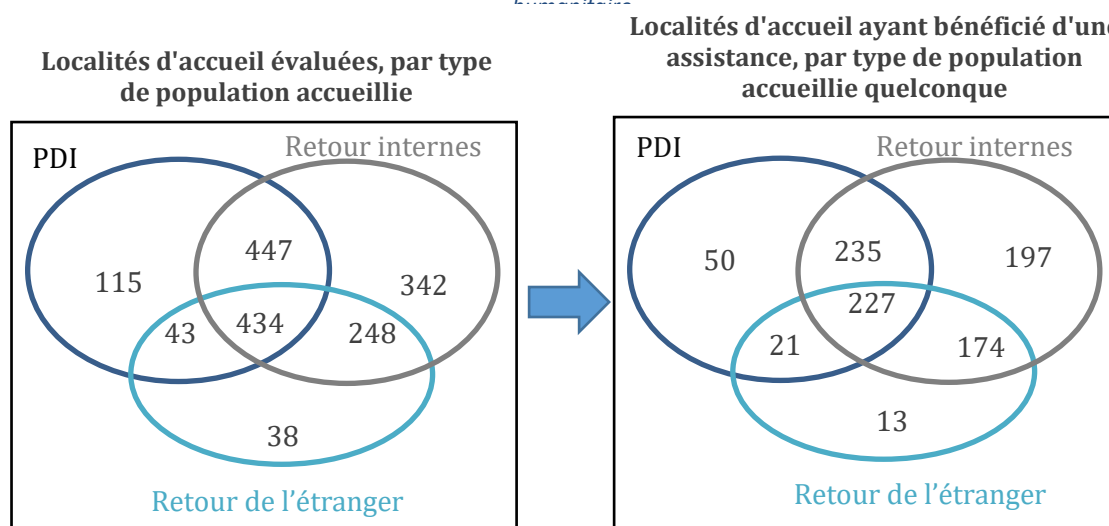 humanitaire
Localités d'accueil évaluées, par type
de population accueillie
PDI
Retour internes
447
115
342
43
434
248
38
Retour de l'étranger
Localités d'accueil ayant bénéficié d'une
assistance, par type de population
accueillie quelconque
PDI
Retour internes
50
235
197
227
21
174
13
Retour de l'étranger